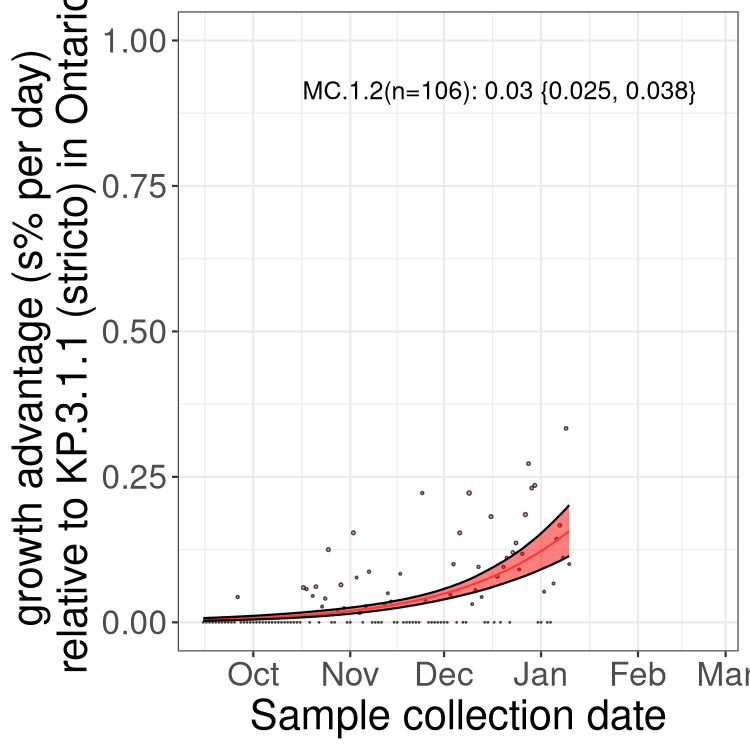 growth advantage (s% per day)
relative to KP.3.1.1 (stricto) in Ontario
1.00
0.75
0.50
0.25
0.00
MC.1.2(n=106): 0.03 {0.025, 0.038}
Oct Nov Dec Jan Feb Mar
Sample collection date